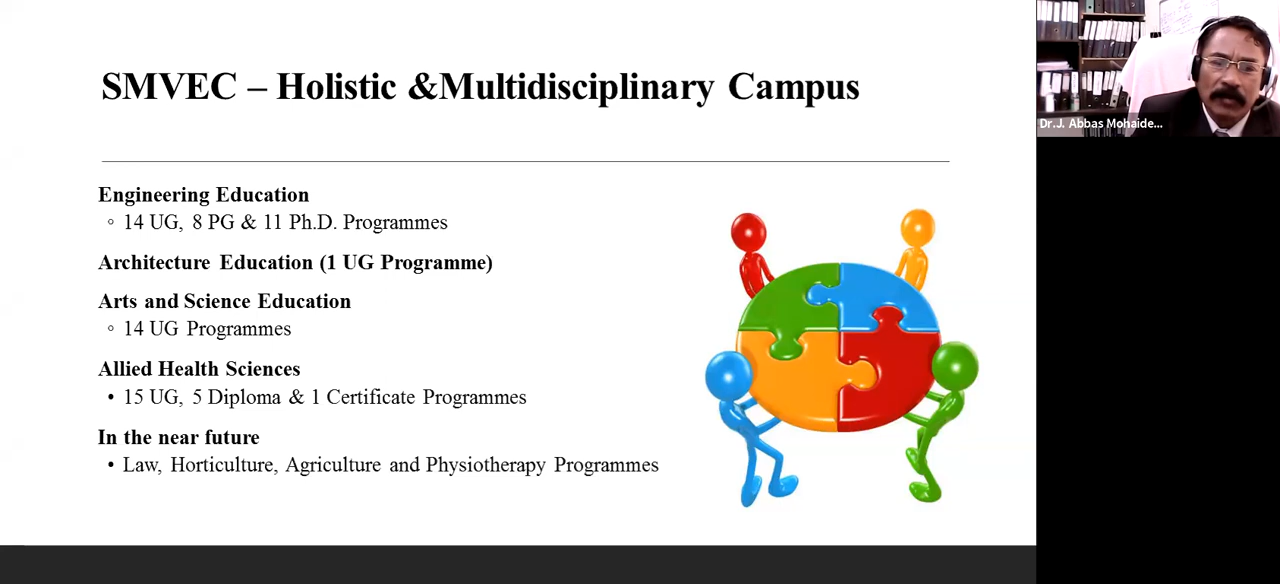 SMVEC – Holistic &Multidisciplinary Campus
Engineering Education
◦ 14 UG, 8 PG & 11 Ph.D. Programmes
Architecture Education (1 UG Programme)
Arts and Science Education
◦ 14 UG Programmes
Allied Health Sciences
• 15 UG, 5 Diploma & 1 Certificate Programmes
In the near future
• Law, Horticulture, Agriculture and Physiotherapy Programmes
Dr.J. Abbas Mohaide...